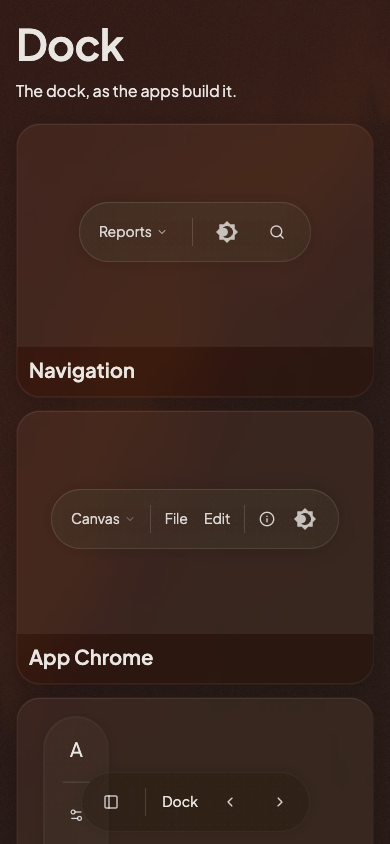 Dock
The dock, as the apps build it.
Reports
Navigation
Canvas File Edit
App Chrome
A
Dock